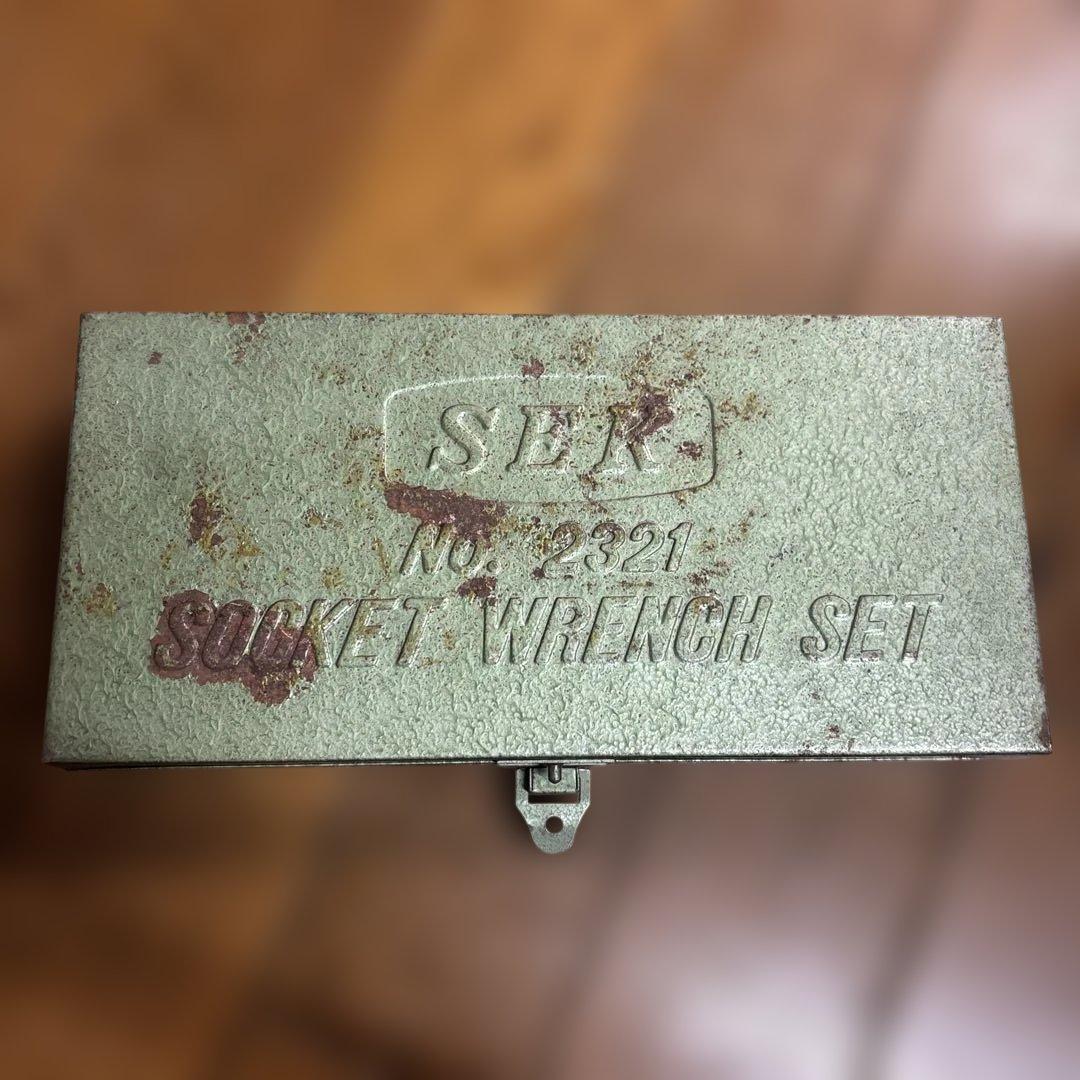 SEK
No. 2321
SOCKET WRENCH SET